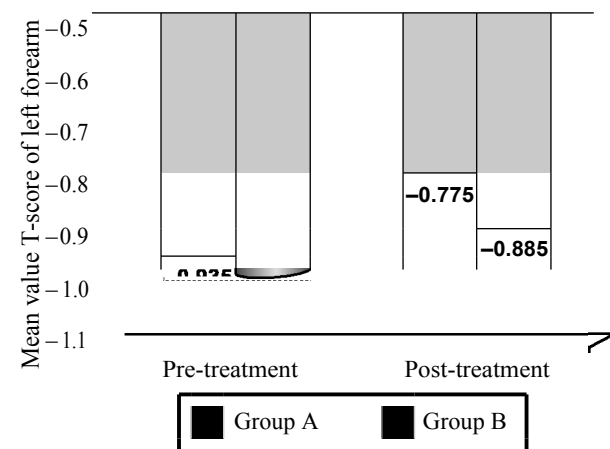 Mean value T-score of left forearm
–0.5
–0.6
–0.7
–0.8
–0.9
–1.0
–1.1
–0.775
–0.885
Pre-treatment
Post-treatment
Group A
Group B